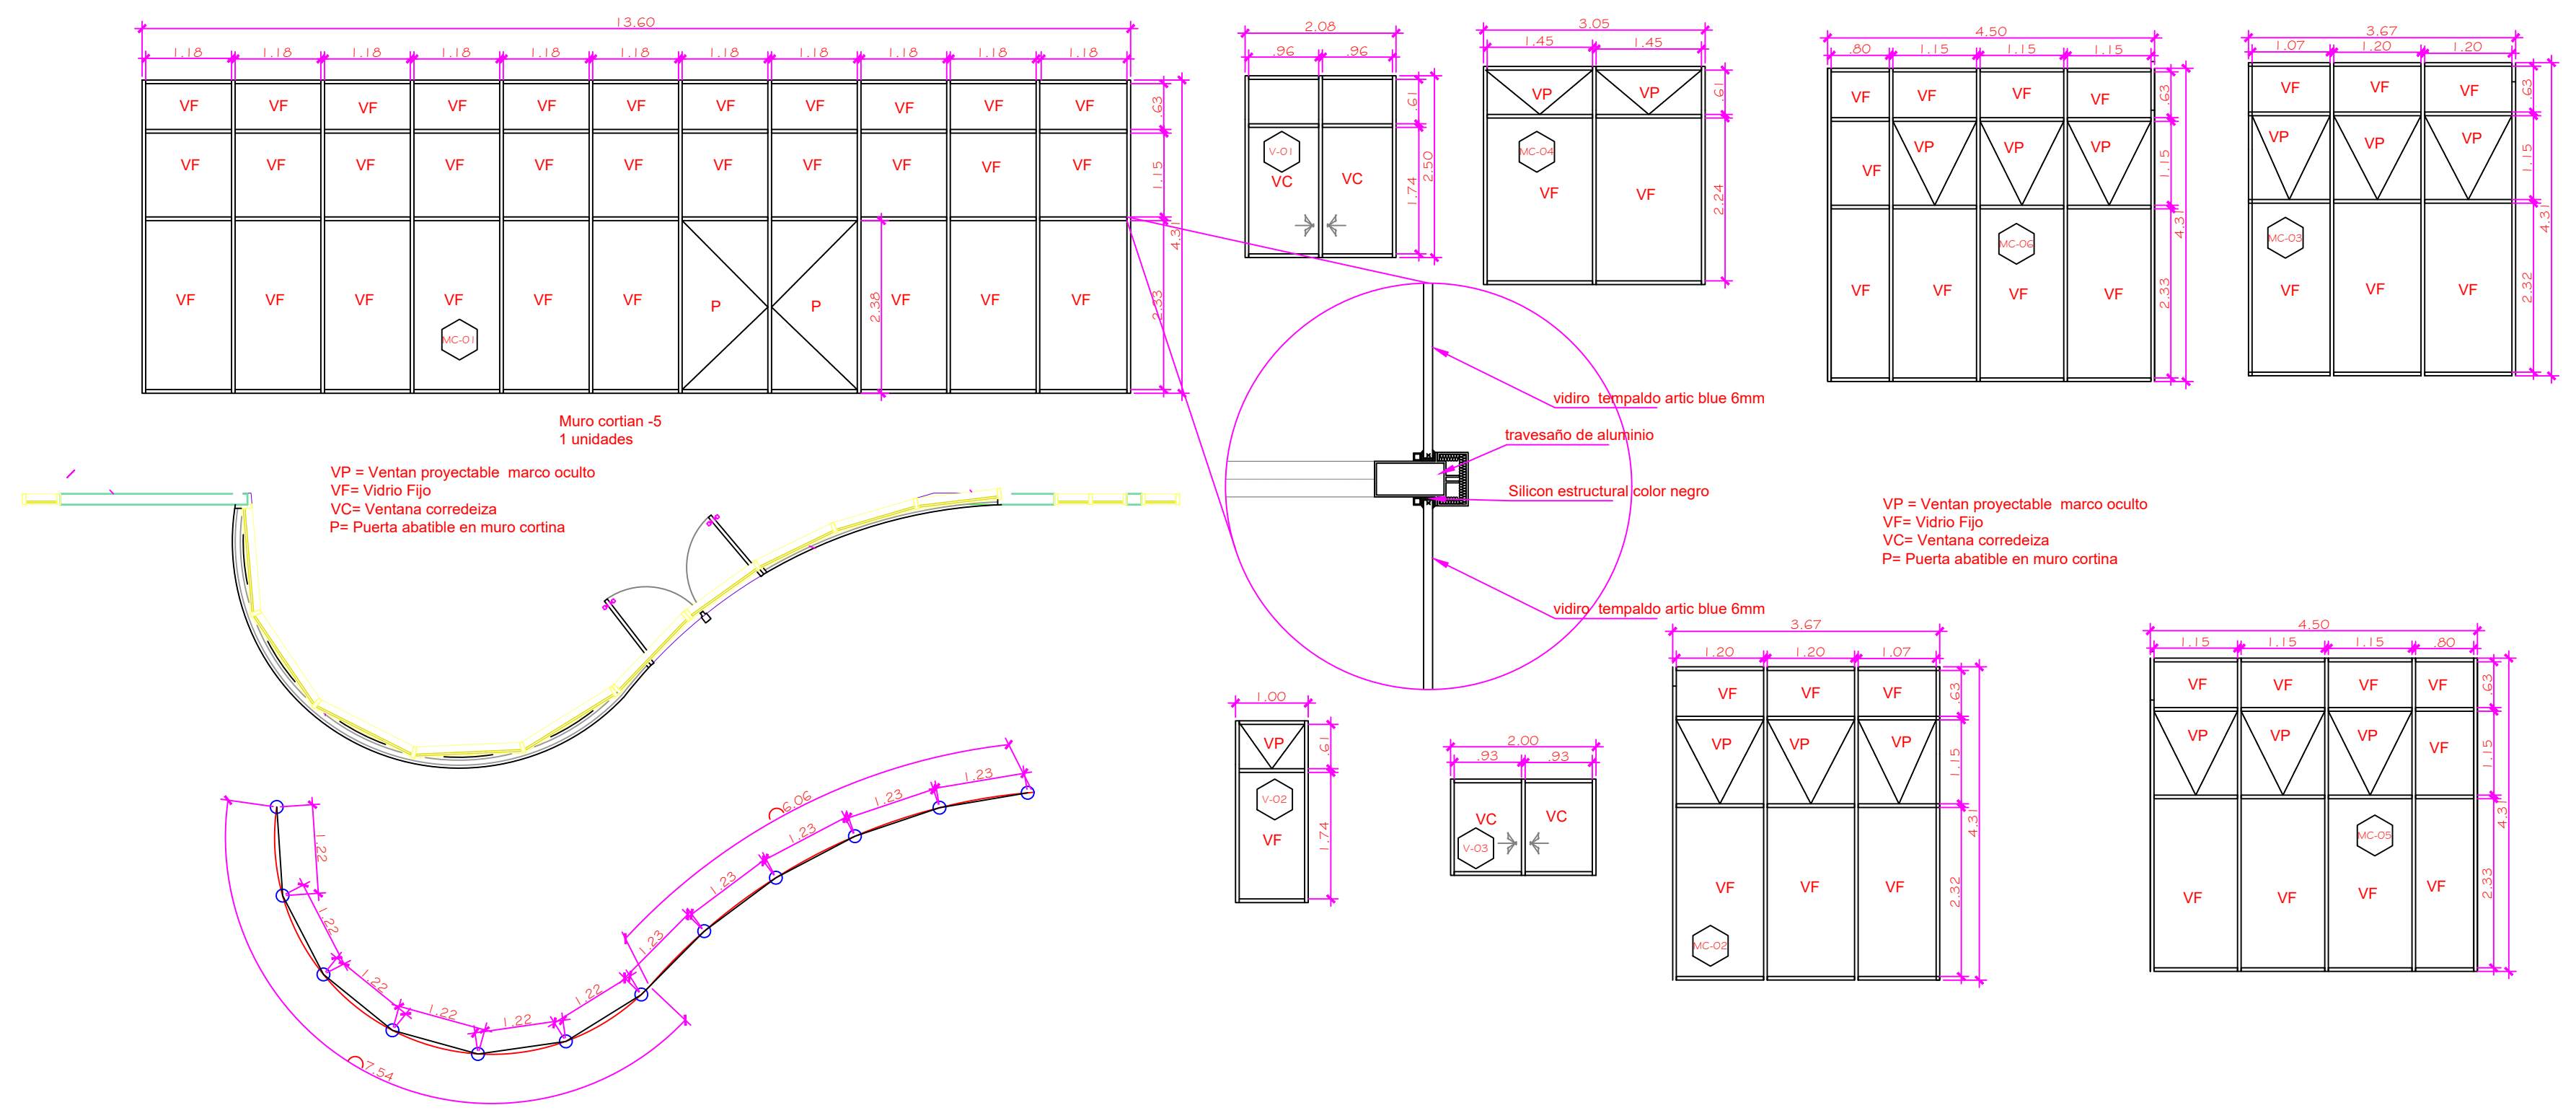 13.60
1.18 1.18 1.18 1.18 1.18 1.18 1.18 1.18 1.18 1.18 1.18
VF VF VF VF VF VF VF VF VF VF VF
.63
VF VF VF VF VF VF VF VF VF VF VF
1.15
4.31
VF VF VF VF VF VF P P VF VF VF
2.38
2.33
MC-01
Muro cortian -5
1 unidades
VP = Ventan proyectable marco oculto
VF= Vidrio Fijo
VC= Ventana corredeiza
P= Puerta abatible en muro cortina
2.08
.96 .96
.61
V-01
VC VC
1.74
2.50
3.05
1.45 1.45
VP VP
.61
MC-04
VF VF
2.24
4.50
.80 1.15 1.15 1.15
VF VF VF VF
.63
VF VP VP VP
1.15
4.31
MC-06
VF VF VF VF
2.33
3.67
1.07 1.20 1.20
VF VF VF
.63
VP VP VP
1.15
4.31
MC-03
VF VF VF
2.32
vidiro tempaldo artic blue 6mm
travesaño de aluminio
Silicon estructural color negro
vidiro tempaldo artic blue 6mm
VP = Ventan proyectable marco oculto
VF= Vidrio Fijo
VC= Ventana corredeiza
P= Puerta abatible en muro cortina
1.22
1.22
1.22
1.22
1.22
1.22
7.54
1.23
1.23
1.23
1.23
1.23
6.06
1.00
VP
.61
V-02
VF
1.74
2.00
.93 .93
VC VC
V-03
3.67
1.20 1.20 1.07
VF VF VF
.63
VP VP VP
1.15
4.31
VF VF VF
2.32
MC-02
4.50
1.15 1.15 1.15 .80
VF VF VF VF
.63
VP VP VP VF
1.15
4.31
MC-05
VF VF VF VF
2.33